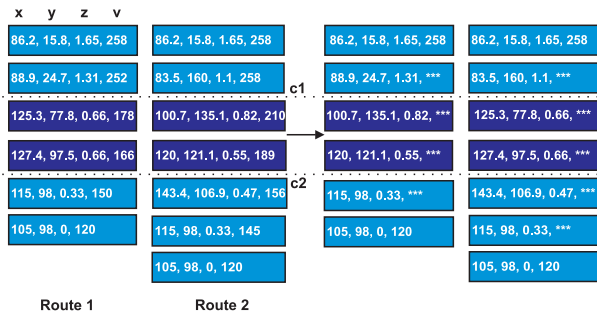 x y z v
86.2, 15.8, 1.65, 258 86.2, 15.8, 1.65, 258 86.2, 15.8, 1.65, 258 86.2, 15.8, 1.65, 258
88.9, 24.7, 1.31, 252 83.5, 160, 1.1, 258 88.9, 24.7, 1.31, *** 83.5, 160, 1.1, ***
c1
125.3, 77.8, 0.66, 178 100.7, 135.1, 0.82, 210 100.7, 135.1, 0.82, *** 125.3, 77.8, 0.66, ***
127.4, 97.5, 0.66, 166 120, 121.1, 0.55, 189 120, 121.1, 0.55, *** 127.4, 97.5, 0.66, ***
c2
115, 98, 0.33, 150 143.4, 106.9, 0.47, 156 115, 98, 0.33, *** 143.4, 106.9, 0.47, ***
105, 98, 0, 120 115, 98, 0.33, 145 105, 98, 0, 120 115, 98, 0.33, ***
105, 98, 0, 120 105, 98, 0, 120
Route 1 Route 2